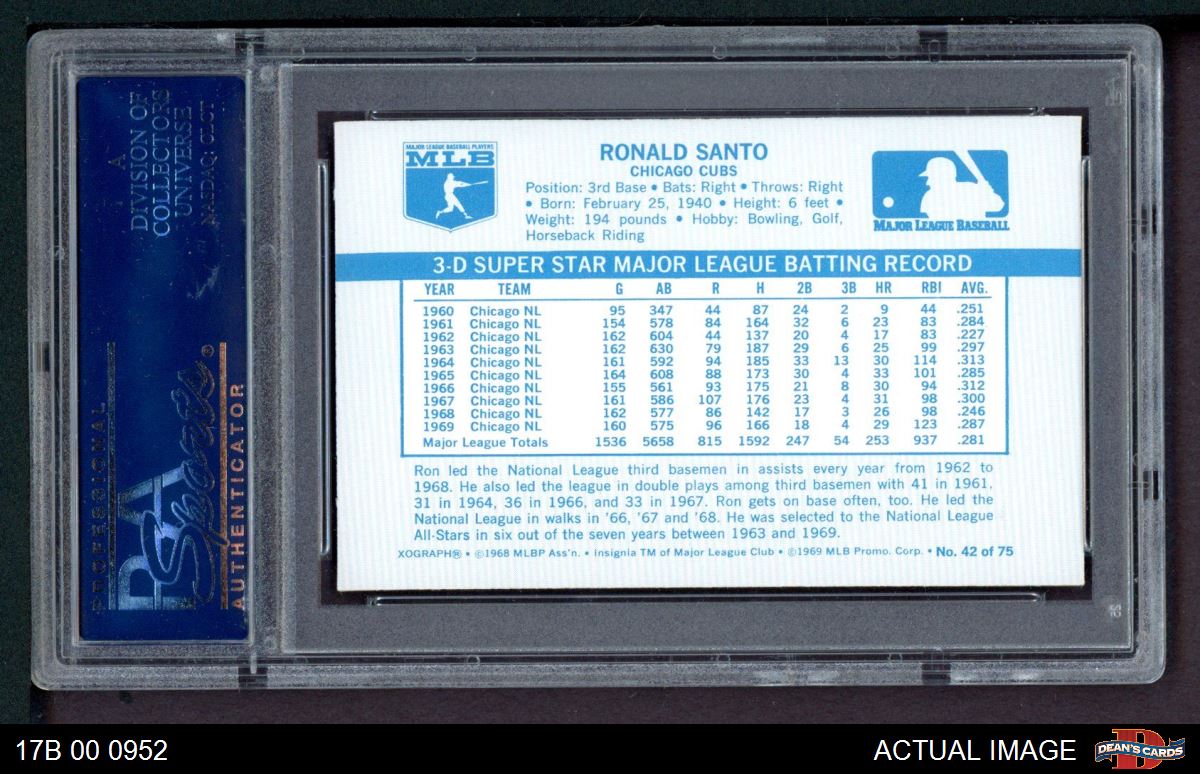 A
DIVISION OF
COLLECTORS
UNIVERSE
NASDAQ: CLCT
PROFESSIONAL
PSA
Sports®
AUTHENTICATOR
MAJOR LEAGUE BASEBALL PLAYERS
MLB
RONALD SANTO
CHICAGO CUBS
Position: 3rd Base • Bats: Right • Throws: Right
• Born: February 25, 1940 • Height: 6 feet •
Weight: 194 pounds • Hobby: Bowling, Golf,
Horseback Riding
MAJOR LEAGUE BASEBALL
3-D SUPER STAR MAJOR LEAGUE BATTING RECORD
YEAR TEAM G AB R H 2B 3B HR RBI AVG.
1960 Chicago NL 95 347 44 87 24 2 9 44 .251
1961 Chicago NL 154 578 84 164 32 6 23 83 .284
1962 Chicago NL 162 604 44 137 20 4 17 83 .227
1963 Chicago NL 162 630 79 187 29 6 25 99 .297
1964 Chicago NL 161 592 94 185 33 13 30 114 .313
1965 Chicago NL 164 608 88 173 30 4 33 101 .285
1966 Chicago NL 155 561 93 175 21 8 30 94 .312
1967 Chicago NL 161 586 107 176 23 4 31 98 .300
1968 Chicago NL 162 577 86 142 17 3 26 98 .246
1969 Chicago NL 160 575 96 166 18 4 29 123 .287
Major League Totals 1536 5658 815 1592 247 54 253 937 .281
Ron led the National League third basemen in assists every year from 1962 to
1968. He also led the league in double plays among third basemen with 41 in 1961,
31 in 1964, 36 in 1966, and 33 in 1967. Ron gets on base often, too. He led the
National League in walks in '66, '67 and '68. He was selected to the National League
All-Stars in six out of the seven years between 1963 and 1969.
XOGRAPH® • ©1968 MLBP Ass'n. • Insignia TM of Major League Club • ©1969 MLB Promo. Corp. • No. 42 of 75
17B 00 0952
ACTUAL IMAGE
D
DEAN'S CARDS